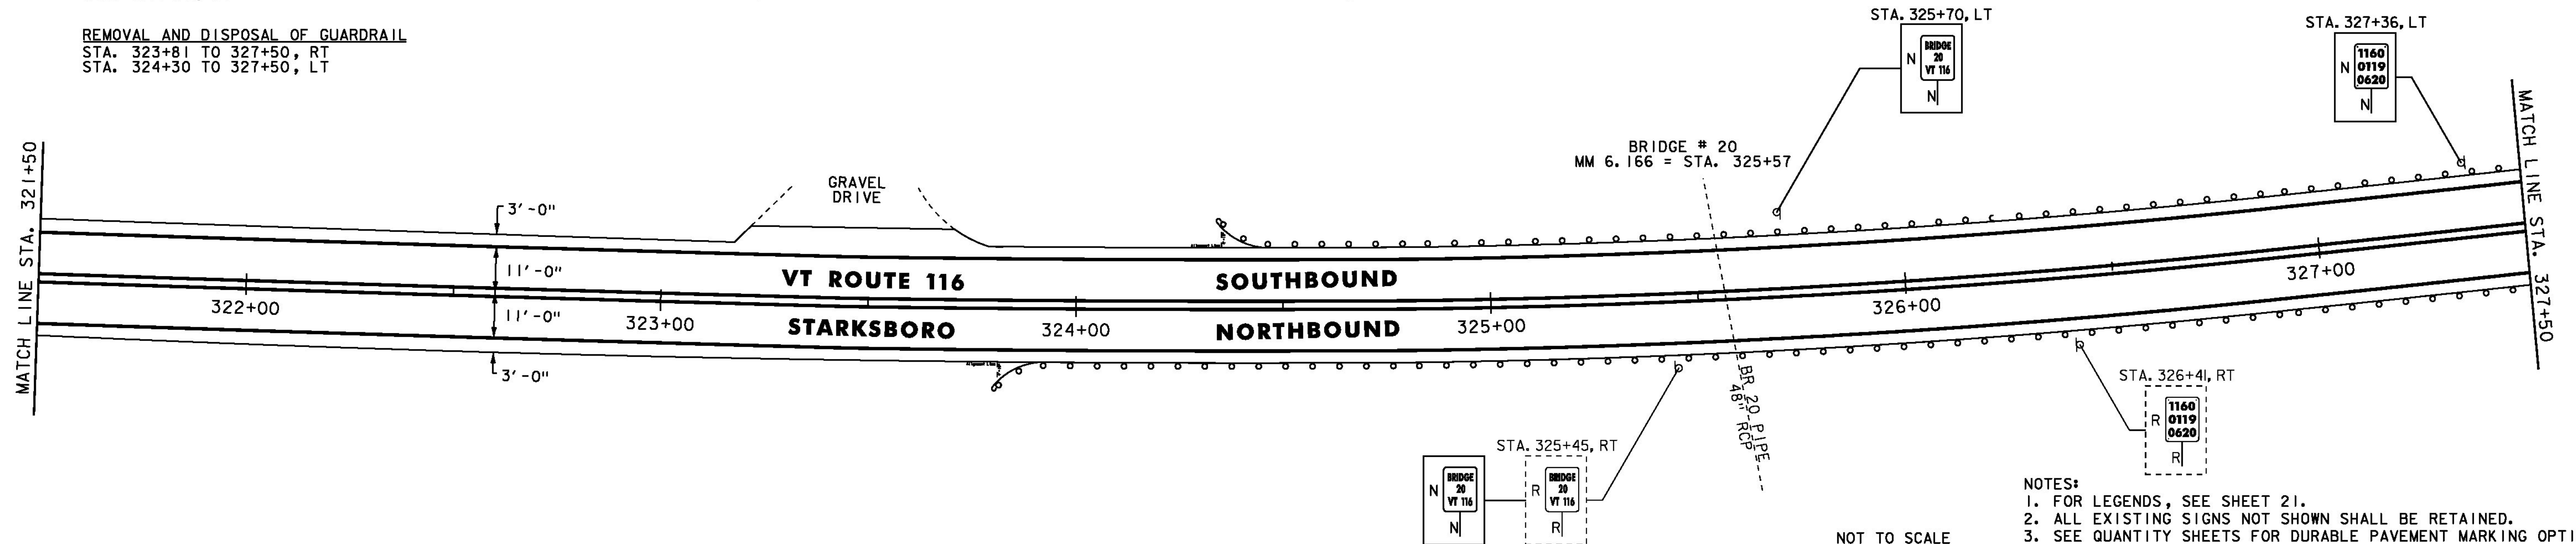 REMOVAL AND DISPOSAL OF GUARDRAIL
STA. 323+81 TO 327+50, RT
STA. 324+30 TO 327+50, LT
STA. 325+70, LT
N
BRIDGE
20
VT 116
N
STA. 327+36, LT
N
1160
0119
0620
N
MATCH LINE STA. 321+50
MATCH LINE STA. 327+50
BRIDGE # 20
MM 6.166 = STA. 325+57
GRAVEL
DRIVE
3'-0"
11'-0"
11'-0"
3'-0"
VT ROUTE 116
SOUTHBOUND
STARKSBORO
NORTHBOUND
322+00
323+00
324+00
325+00
326+00
327+00
BR 20 PIPE
48" RCP
STA. 325+45, RT
N
BRIDGE
20
VT 116
N
R
BRIDGE
20
VT 116
R
STA. 326+41, RT
R
1160
0119
0620
R
NOT TO SCALE
NOTES:
1. FOR LEGENDS, SEE SHEET 21.
2. ALL EXISTING SIGNS NOT SHOWN SHALL BE RETAINED.
3. SEE QUANTITY SHEETS FOR DURABLE PAVEMENT MARKING OPTI